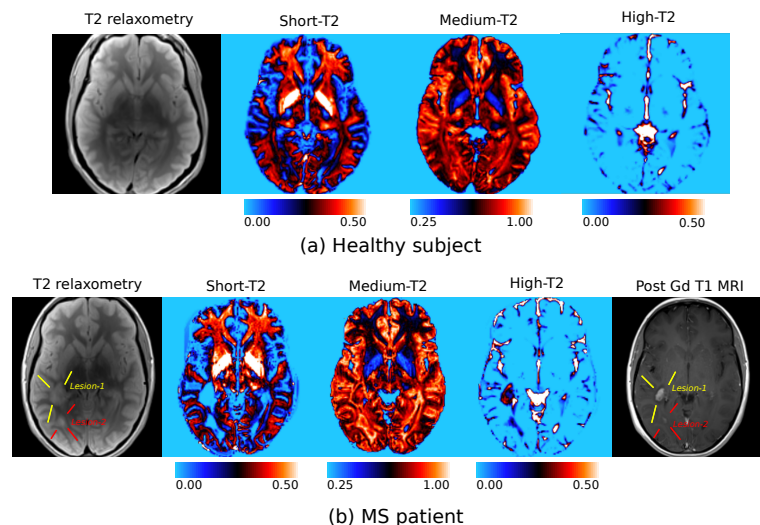 T2 relaxometry
Short-T2
Medium-T2
High-T2
0.00 0.50
0.25 1.00
0.00 0.50
(a) Healthy subject
T2 relaxometry
Short-T2
Medium-T2
High-T2
Post Gd T1 MRI
Lesion-1
Lesion-2
Lesion-1
Lesion-2
0.00 0.50
0.25 1.00
0.00 0.50
(b) MS patient